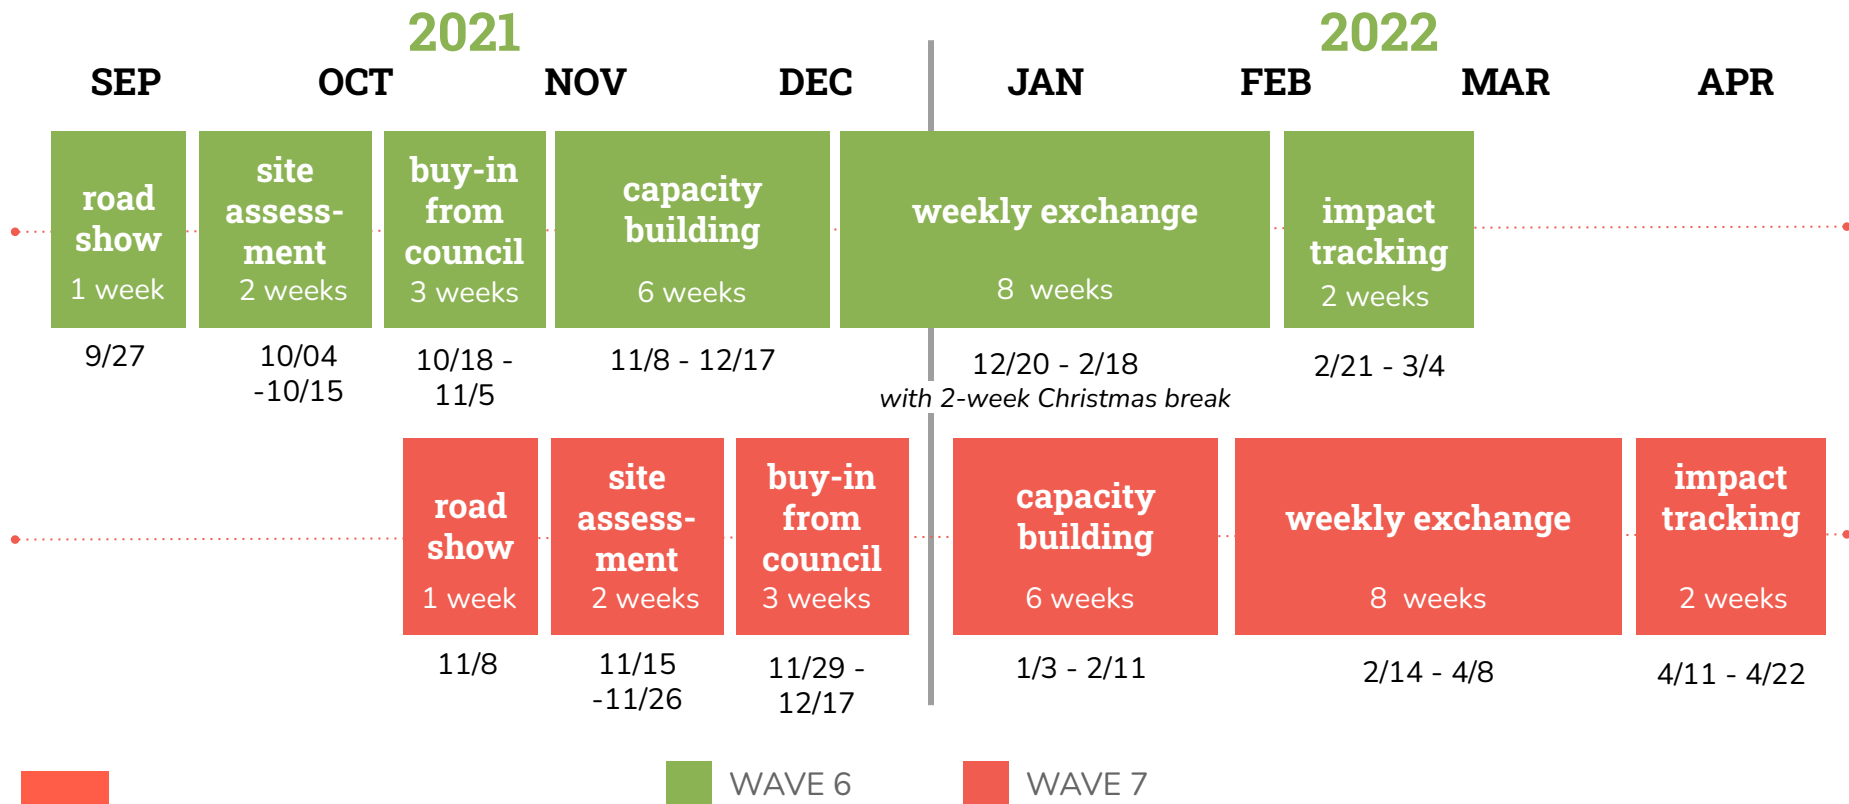 2021
2022
SEP
OCT
NOV
DEC
JAN
FEB
MAR
APR
road
show
1 week
site
assess-
ment
2 weeks
buy-in
from
council
3 weeks
capacity
building
6 weeks
weekly exchange
8 weeks
impact
tracking
2 weeks
9/27
10/04
-10/15
10/18 -
11/5
11/8 - 12/17
12/20 - 2/18
with 2-week Christmas break
2/21 - 3/4
road
show
1 week
site
assess-
ment
2 weeks
buy-in
from
council
3 weeks
capacity
building
6 weeks
weekly exchange
8 weeks
impact
tracking
2 weeks
11/8
11/15
-11/26
11/29 -
12/17
1/3 - 2/11
2/14 - 4/8
4/11 - 4/22
WAVE 6
WAVE 7